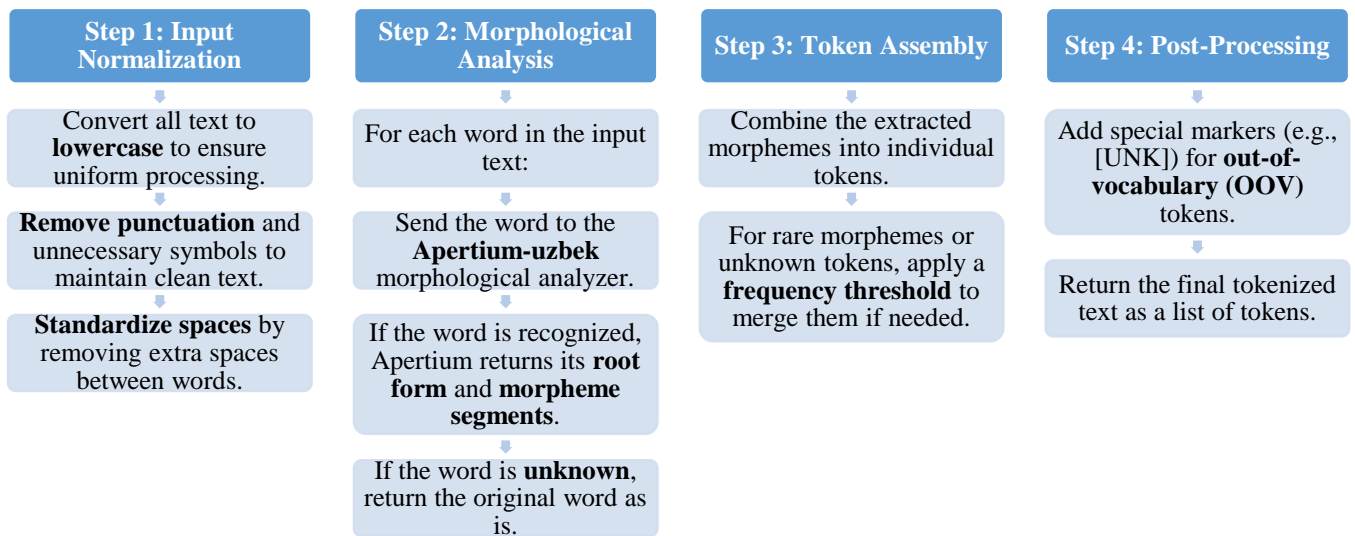 Step 1: Input
Normalization
Convert all text to
lowercase to ensure
uniform processing.
Remove punctuation and
unnecessary symbols to
maintain clean text.
Standardize spaces by
removing extra spaces
between words.
Step 2: Morphological
Analysis
For each word in the input
text:
Send the word to the
Apertium-uzbek
morphological analyzer.
If the word is recognized,
Apertium returns its root
form and morpheme
segments.
If the word is unknown,
return the original word as
is.
Step 3: Token Assembly
Combine the extracted
morphemes into individual
tokens.
For rare morphemes or
unknown tokens, apply a
frequency threshold to
merge them if needed.
Step 4: Post-Processing
Add special markers (e.g.,
[UNK]) for out-of-
vocabulary (OOV)
tokens.
Return the final tokenized
text as a list of tokens.